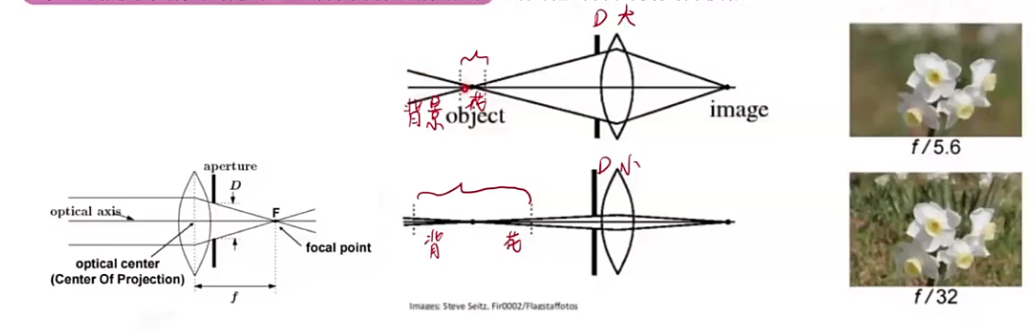 D 大
背景
花
object
image
f/5.6
aperture
D
optical axis
F
focal point
optical center
(Center Of Projection)
f
D 小
背
花
Images: Steve Seitz, Fir0002/Flagstaffotos
f/32